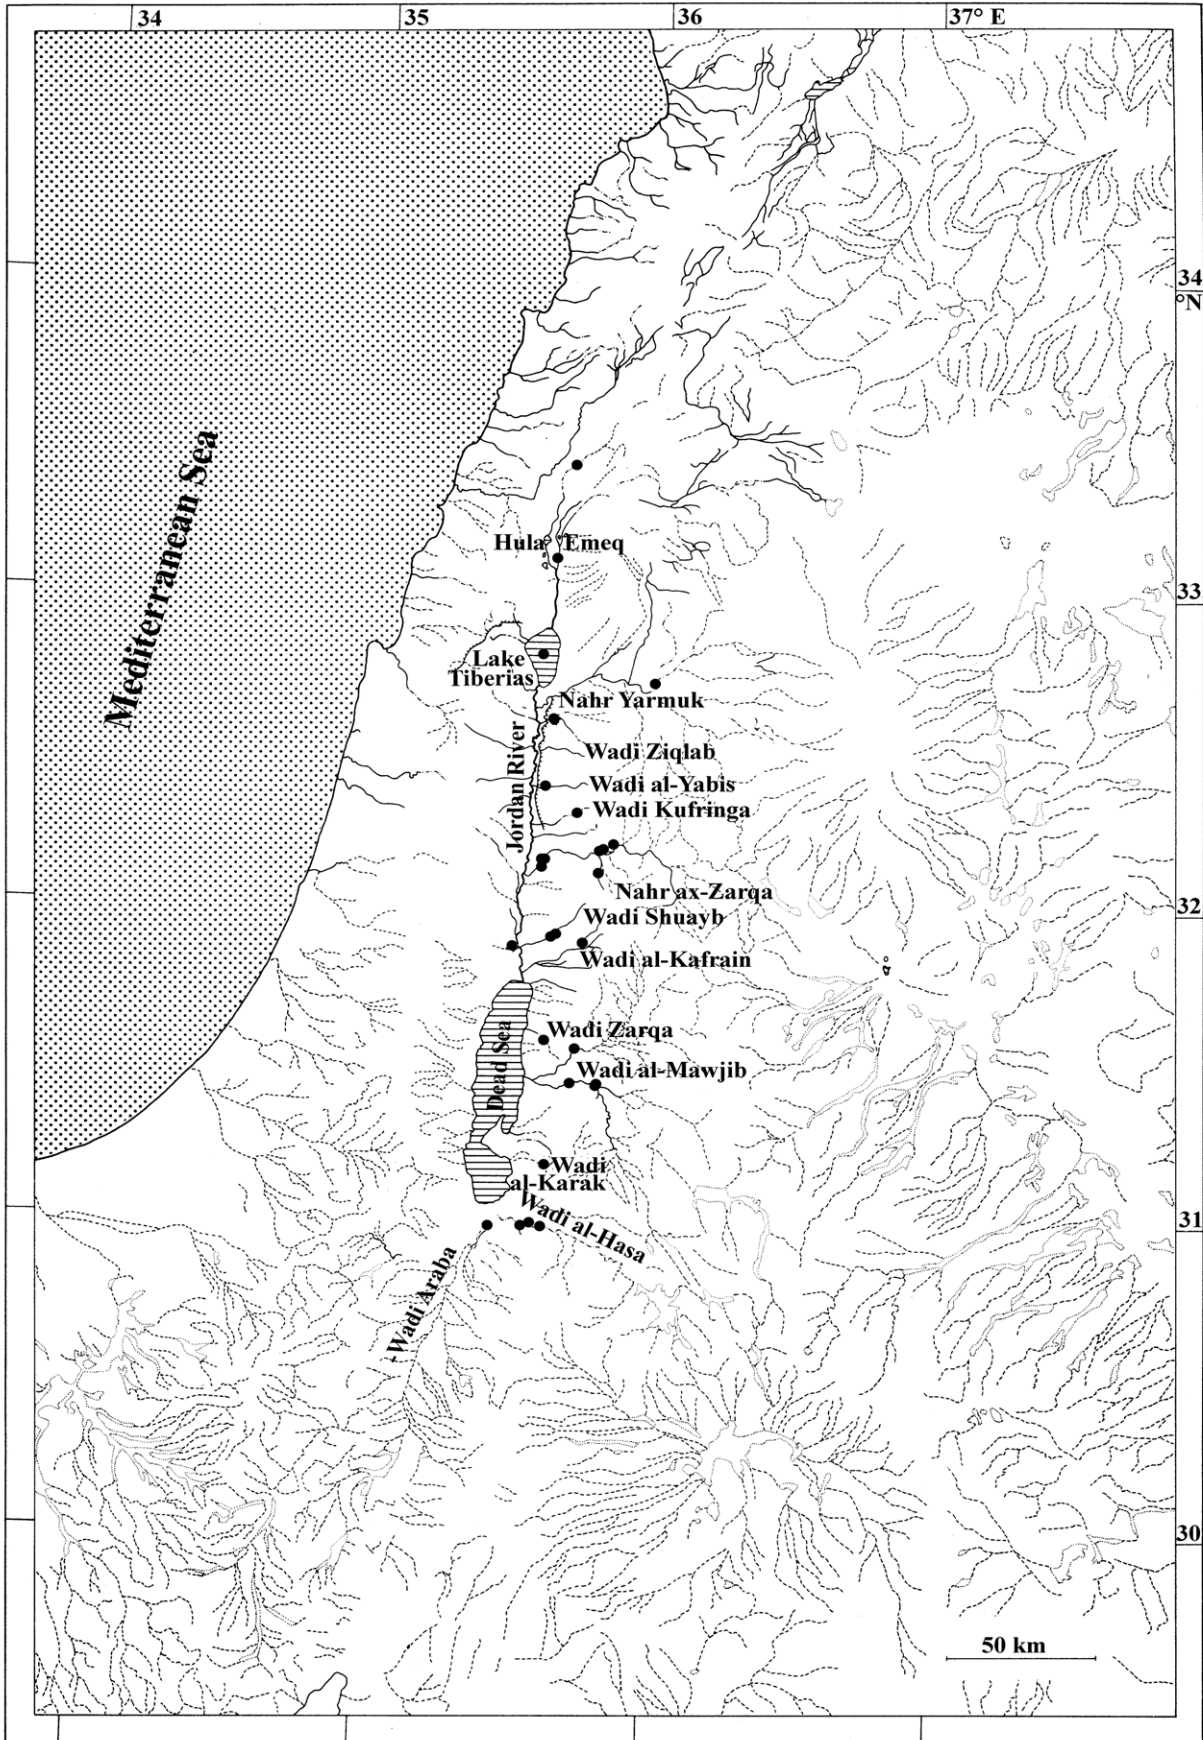 34
35
36
37° E
34
°N
Mediterranean Sea
Hula Emeq
33
Lake
Tiberias
Nahr Yarmuk
Jordan River
Wadi Ziqlab
Wadi al-Yabis
Wadi Kufringa
Nahr ax-Zarqa
32
Wadi Shuayb
Wadi al-Kafrain
Dead Sea
Wadi Zarqa
Wadi al-Mawjib
Wadi
al-Karak
Wadi al-Hasa
31
-Wadi Araba
30
50 km